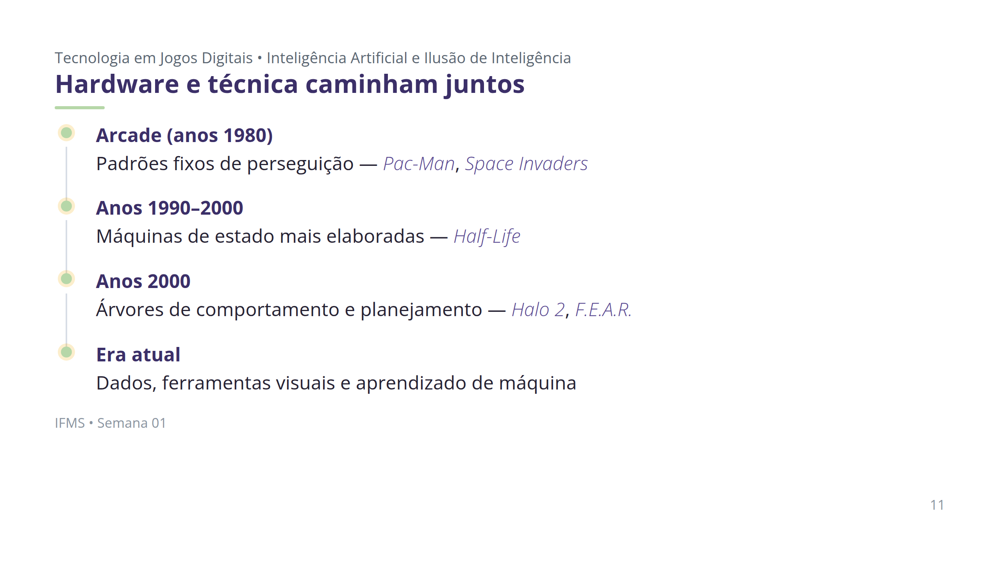 Tecnologia em Jogos Digitais • Inteligência Artificial e Ilusão de Inteligência
Hardware e técnica caminham juntos
Arcade (anos 1980)
Padrões fixos de perseguição — Pac-Man, Space Invaders
Anos 1990–2000
Máquinas de estado mais elaboradas — Half-Life
Anos 2000
Árvores de comportamento e planejamento — Halo 2, F.E.A.R.
Era atual
Dados, ferramentas visuais e aprendizado de máquina
IFMS • Semana 01
11